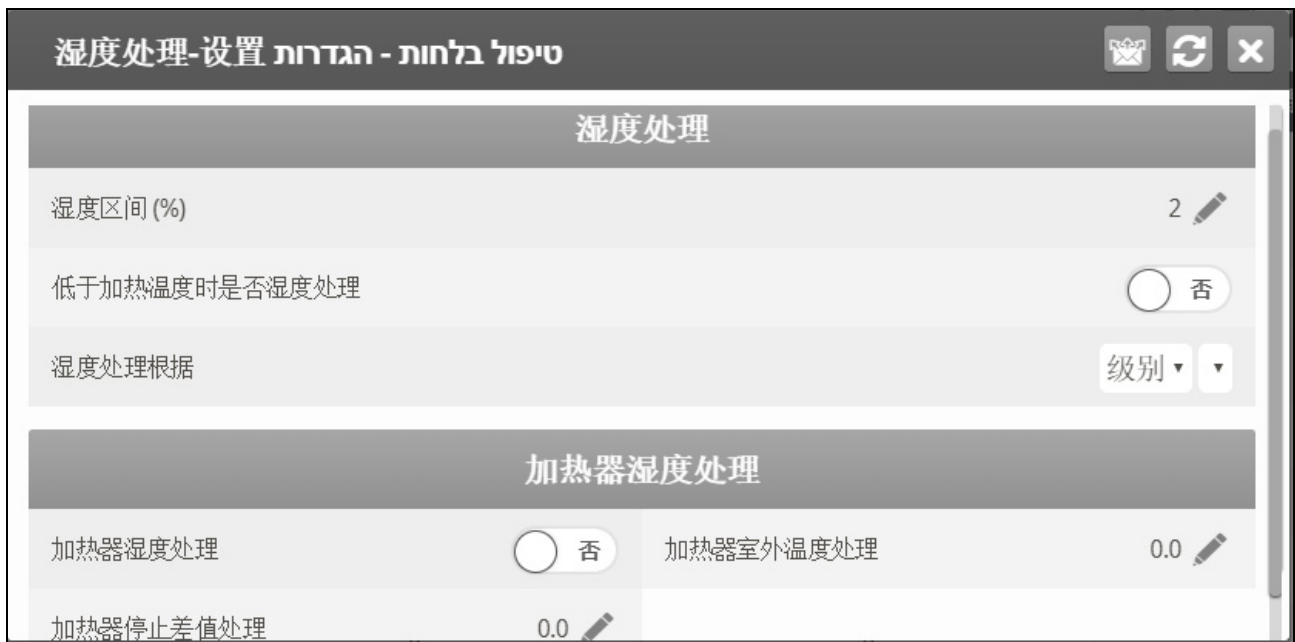 湿度处理-设置 טיפול בלחות - הגדרות
湿度处理
湿度区间 (%) 2
低于加热温度时是否湿度处理 否
湿度处理根据 级别
加热器湿度处理
加热器湿度处理 否 加热器室外温度处理 0.0
加热器停止差值处理 0.0